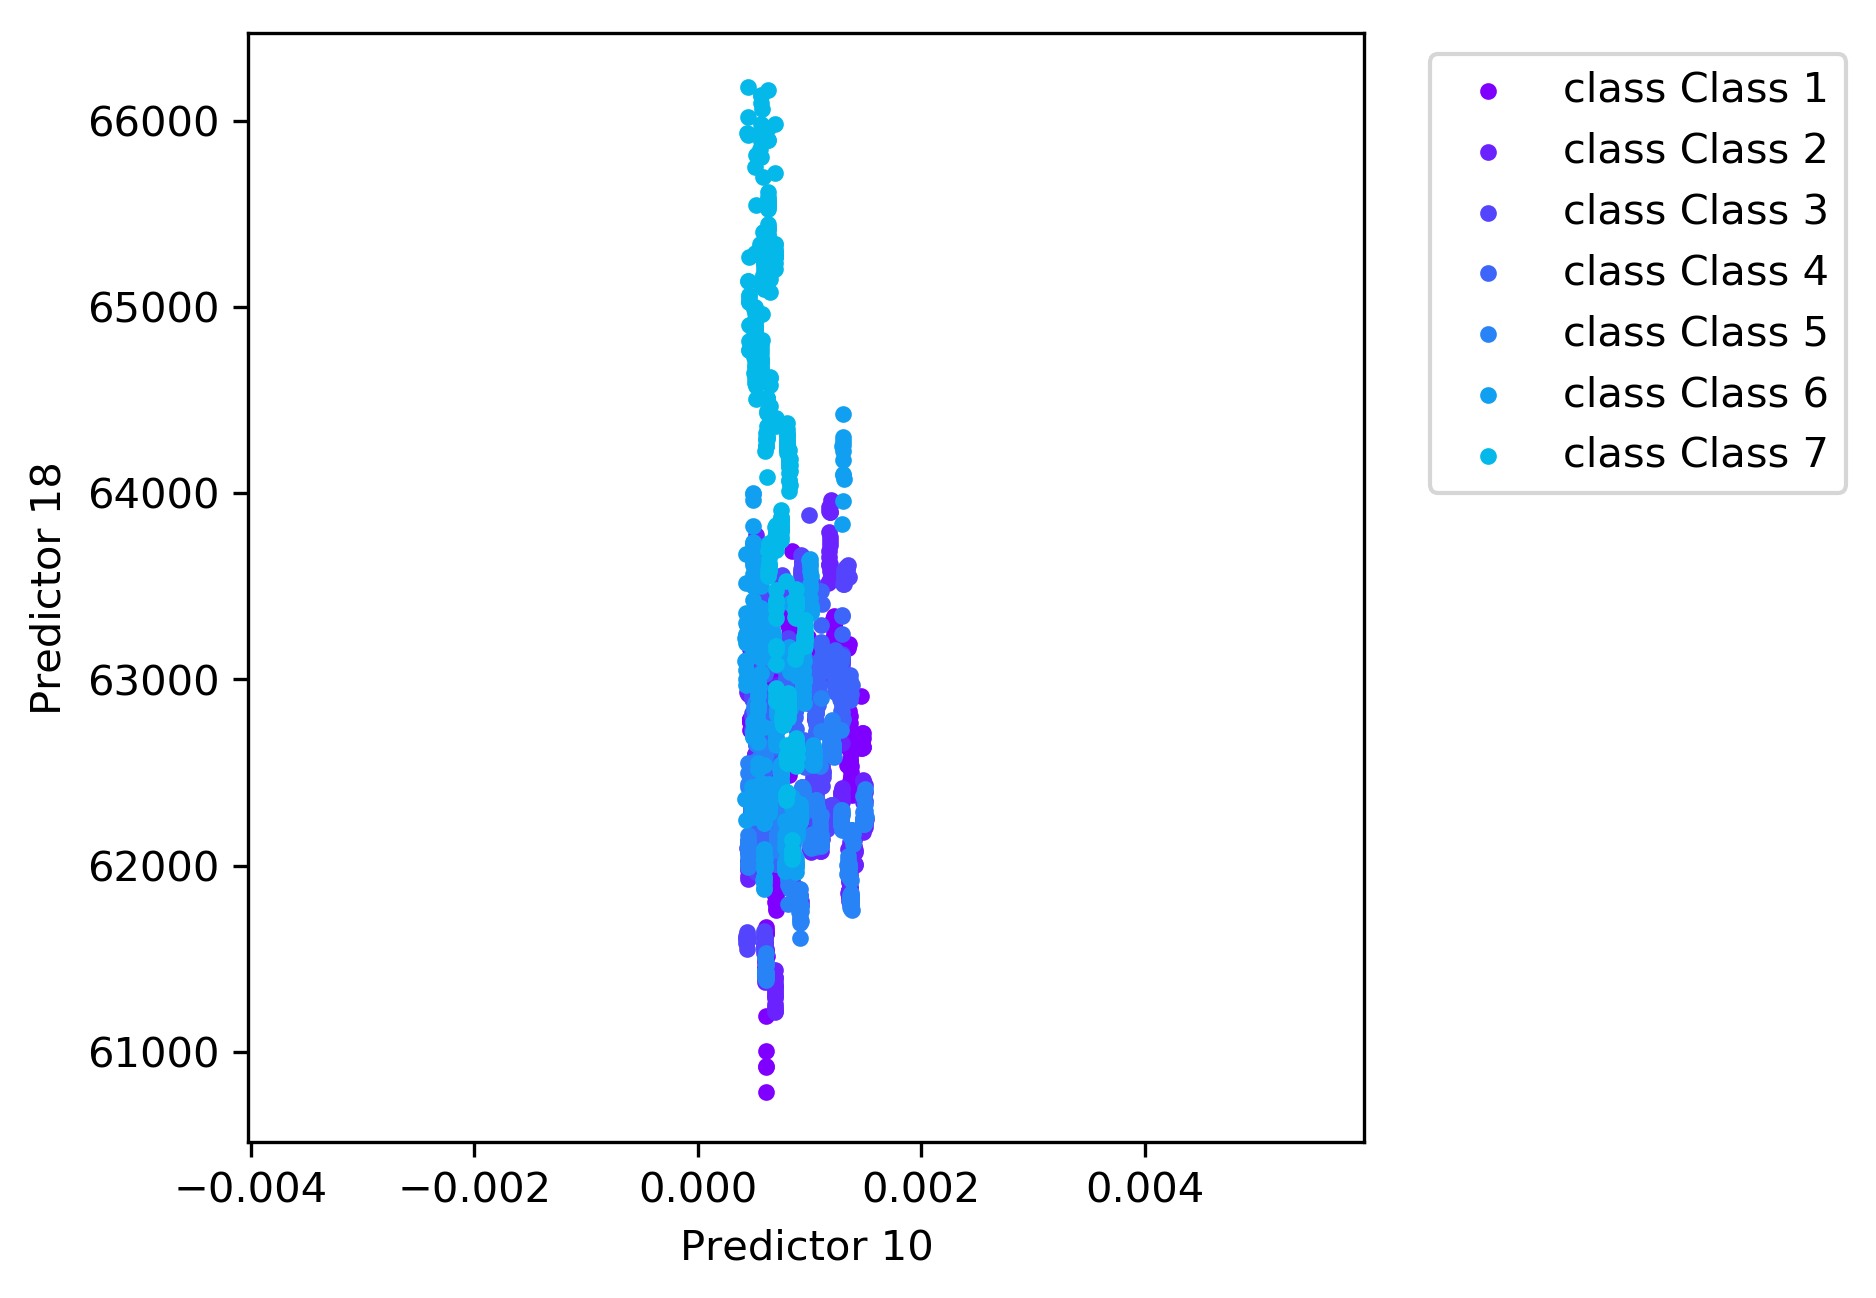 66000
65000
64000
63000
62000
61000
Predictor 18
−0.004
−0.002
0.000
0.002
0.004
Predictor 10
class Class 1
class Class 2
class Class 3
class Class 4
class Class 5
class Class 6
class Class 7